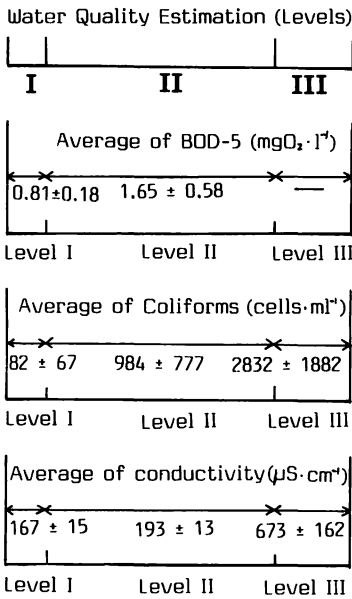 Water Quality Estimation (Levels)
I II III
Average of BOD-5 (mgO₂·l⁻¹)
0.81±0.18 1.65 ± 0.58 —
Level I Level II Level III
Average of Coliforms (cells·ml⁻¹)
82 ± 67 984 ± 777 2832 ± 1882
Level I Level II Level III
Average of conductivity (µS·cm⁻¹)
167 ± 15 193 ± 13 673 ± 162
Level I Level II Level III